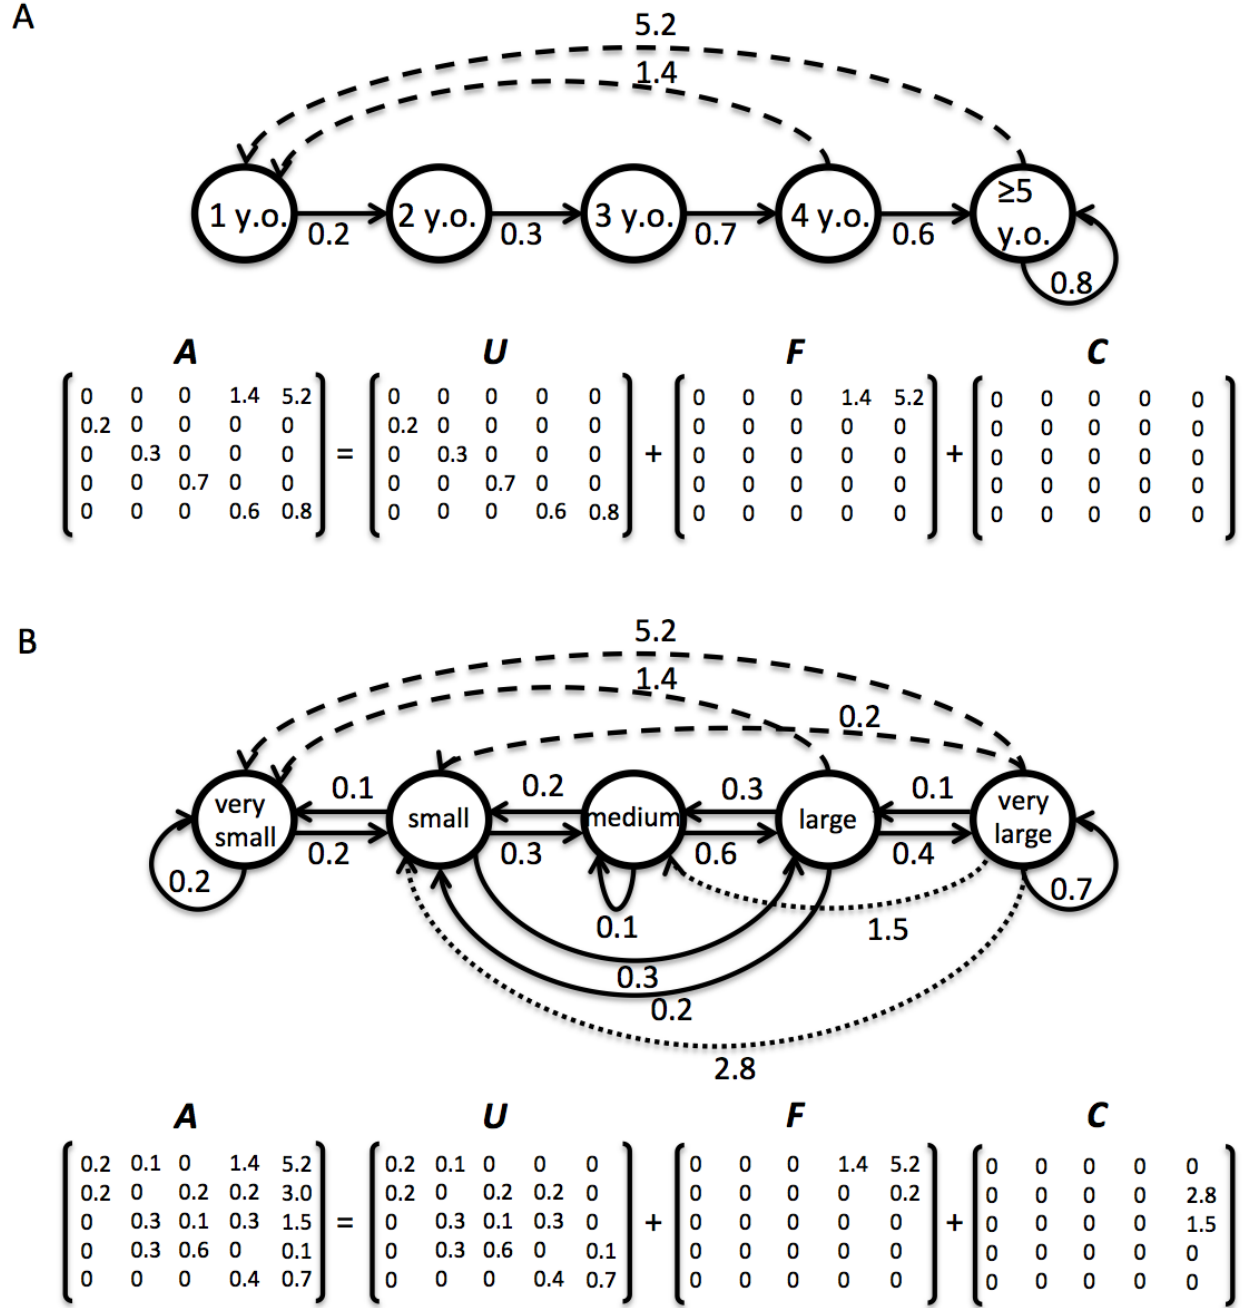 A
5.2
1.4
1 y.o. 2 y.o. 3 y.o. 4 y.o. ≥5 y.o.
0.2 0.3 0.7 0.6
0.8
A U F C
0 0 0 1.4 5.2 0 0 0 0 0 0 0 0 1.4 5.2 0 0 0 0 0
0.2 0 0 0 0 0.2 0 0 0 0 0 0 0 0 0 0 0 0 0 0
0 0.3 0 0 0 = 0 0.3 0 0 0 + 0 0 0 0 0 + 0 0 0 0 0
0 0 0.7 0 0 0 0 0.7 0 0 0 0 0 0 0 0 0 0 0 0
0 0 0 0.6 0.8 0 0 0 0.6 0.8 0 0 0 0 0 0 0 0 0 0
B
5.2
1.4
0.2
0.1 0.2 0.3 0.1
very small small medium large very large
0.2 0.3 0.6 0.4
0.2 0.7
0.1 1.5
0.3
0.2
2.8
A U F C
0.2 0.1 0 1.4 5.2 0.2 0.1 0 0 0 0 0 0 1.4 5.2 0 0 0 0 0
0.2 0 0.2 0.2 3.0 0.2 0 0.2 0.2 0 0 0 0 0 0.2 0 0 0 0 2.8
0 0.3 0.1 0.3 1.5 = 0 0.3 0.1 0.3 0 + 0 0 0 0 0 + 0 0 0 0 1.5
0 0.3 0.6 0 0.1 0 0.3 0.6 0 0.1 0 0 0 0 0 0 0 0 0 0
0 0 0 0.4 0.7 0 0 0 0.4 0.7 0 0 0 0 0 0 0 0 0 0